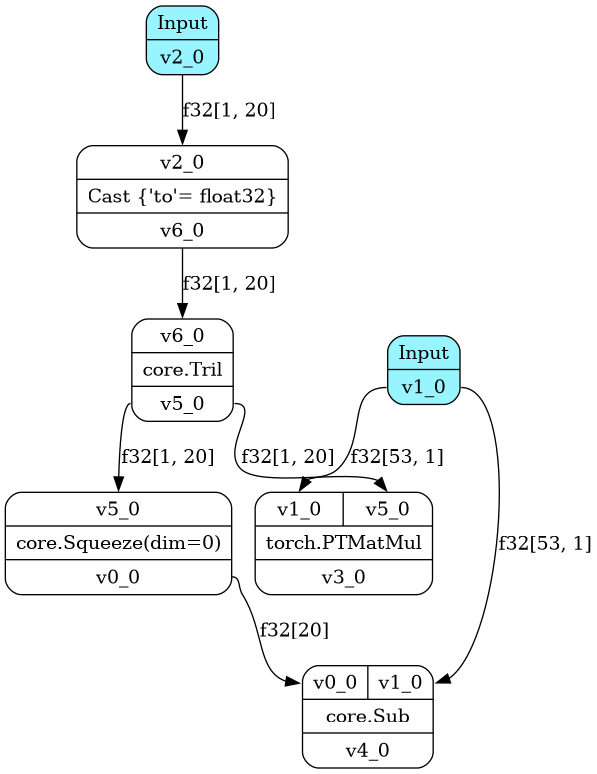 Input
v2_0
f32[1, 20]
v2_0
Cast {'to'= float32}
v6_0
f32[1, 20]
v6_0
core.Tril
v5_0
Input
v1_0
f32[1, 20]
f32[1, 20]
f32[53, 1]
v5_0
core.Squeeze(dim=0)
v0_0
v1_0 v5_0
torch.PTMatMul
v3_0
f32[53, 1]
f32[20]
v0_0 v1_0
core.Sub
v4_0